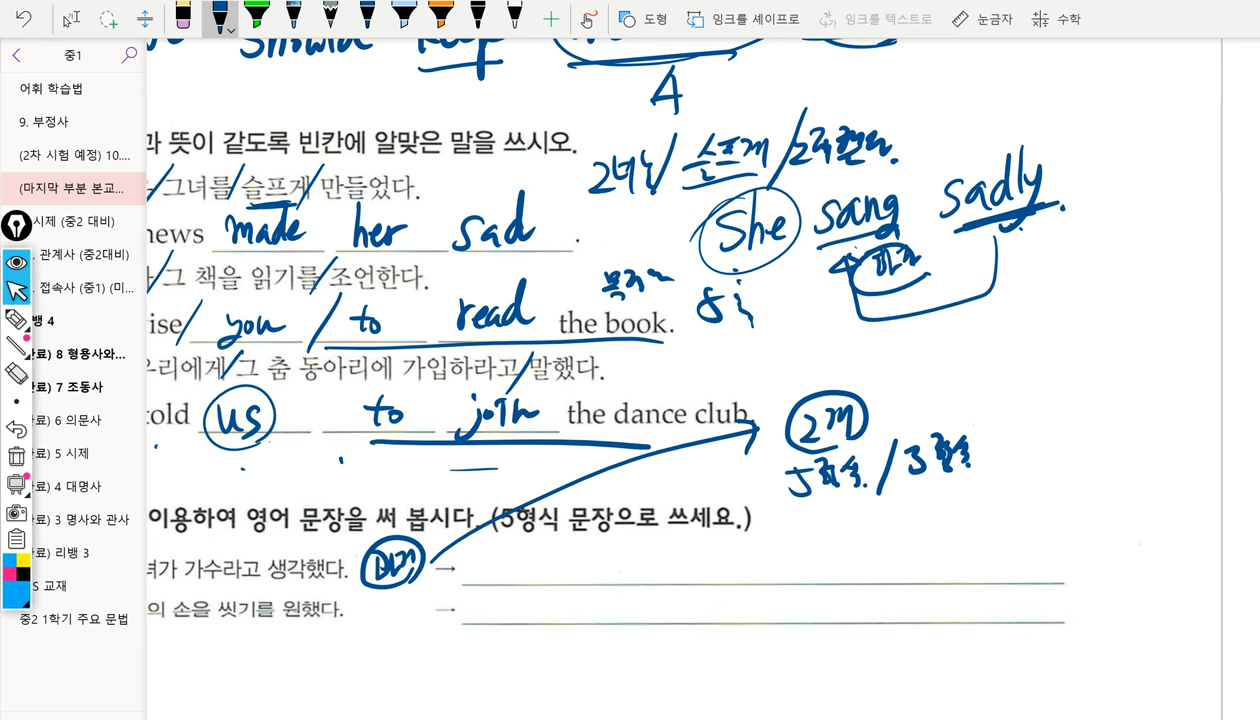 도형
잉크를 셰이프로
잉크를 텍스트로
눈금자
수학
중1
어휘 학습법
9. 부정사
(2차 시험 예정) 10....
(마지막 부분 본교...
시제 (중2 대비)
관계사 (중2대비)
접속사 (중1) (미...
뱅 4
료) 8 형용사와...
료) 7 조동사
료) 6 의문사
료) 5 시제
료) 4 대명사
료) 3 명사와 관사
료) 리뱅 3
S 교재
중2 1학기 주요 문법
should keep
A
과 뜻이 같도록 빈칸에 알맞은 말을 쓰시오.
그녀는 / 슬프게 /
/ 그녀를 / 슬프게 / 만들었다.
She sang sadly.
news made her sad .
/ 그 책을 읽기를 / 조언한다.
ise / you / to read the book.
우리에게 / 그 춤 동아리에 가입하라고 / 말했다.
told us to join the dance club.
2개
5형식 / 3형식
이용하여 영어 문장을 써 봅시다. (5형식 문장으로 쓰세요.)
녀가 가수라고 생각했다. →
의 손을 씻기를 원했다. →